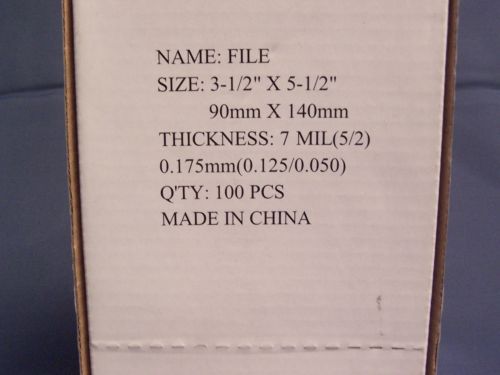 NAME: FILE
SIZE: 3-1/2" X 5-1/2"
90mm X 140mm
THICKNESS: 7 MIL(5/2)
0.175mm(0.125/0.050)
Q'TY: 100 PCS
MADE IN CHINA